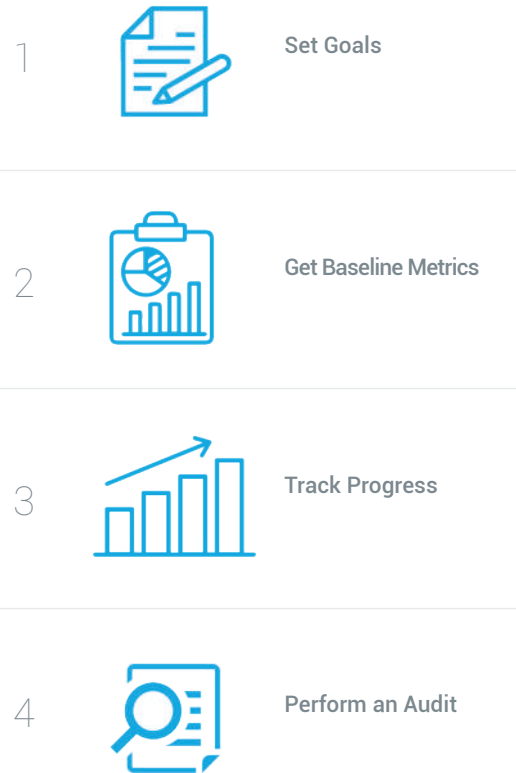 1
Set Goals
2
Get Baseline Metrics
3
Track Progress
4
Perform an Audit